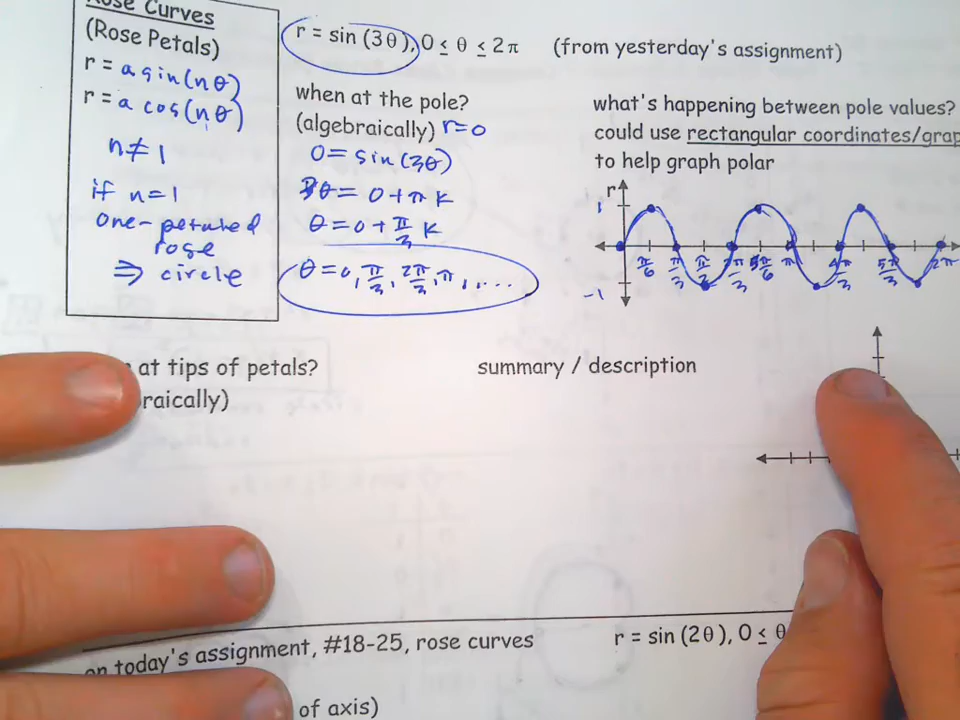 Rose Curves
(Rose Petals)
r = a sin(nθ)
r = a cos(nθ)
n ≠ 1
if n = 1
one-petaled
rose
⇒ circle
r = sin (3θ), 0 ≤ θ ≤ 2π (from yesterday's assignment)
when at the pole?
(algebraically) r=0
0 = sin(3θ)
3θ = 0 + π k
θ = 0 + π/3 k
θ = 0, π/3, 2π/3, π, ...
what's happening between pole values?
could use rectangular coordinates/grap
to help graph polar
r
1
π/6 π/3 π/2 2π/3 5π/6 π 4π/3 5π/3 2π
-1
at tips of petals?
raically)
summary / description
on today's assignment, #18-25, rose curves
r = sin (2θ), 0 ≤ θ
of axis)